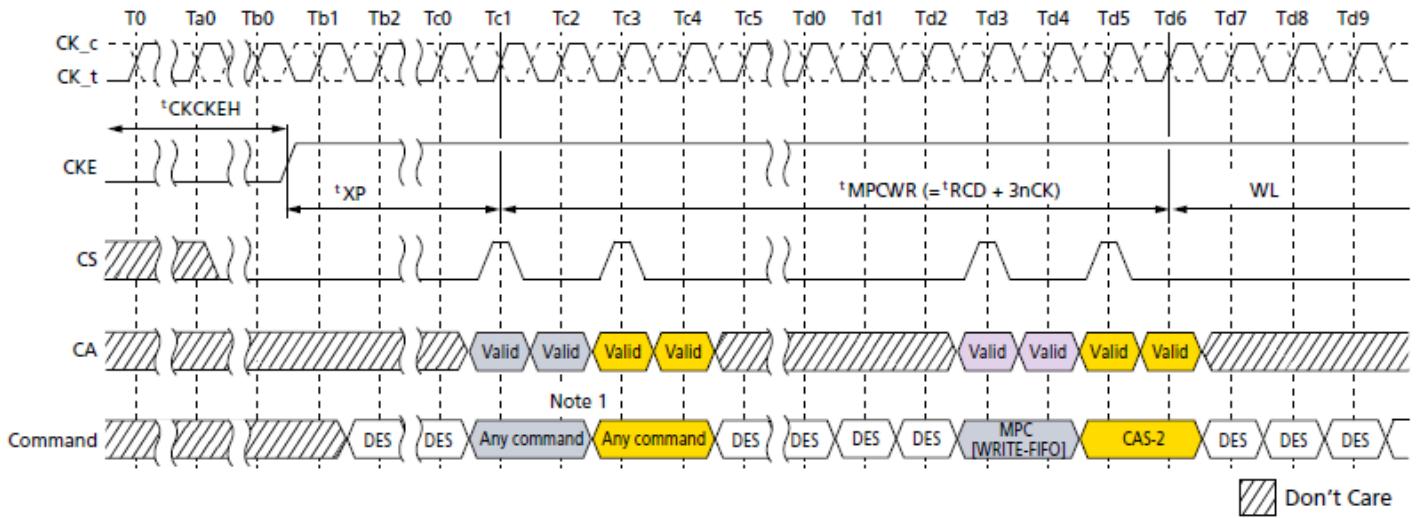 T0 Ta0 Tb0 Tb1 Tb2 Tc0 Tc1 Tc2 Tc3 Tc4 Tc5 Td0 Td1 Td2 Td3 Td4 Td5 Td6 Td7 Td8 Td9
CK_c
CK_t
tCKCKEH
CKE
tXP
tMPCWR (= tRCD + 3nCK)
WL
CS
CA
Valid Valid Valid Valid Valid Valid Valid Valid
Note 1
Command
DES DES Any command Any command DES DES DES DES MPC [WRITE-FIFO] CAS-2 DES DES DES
Don't Care